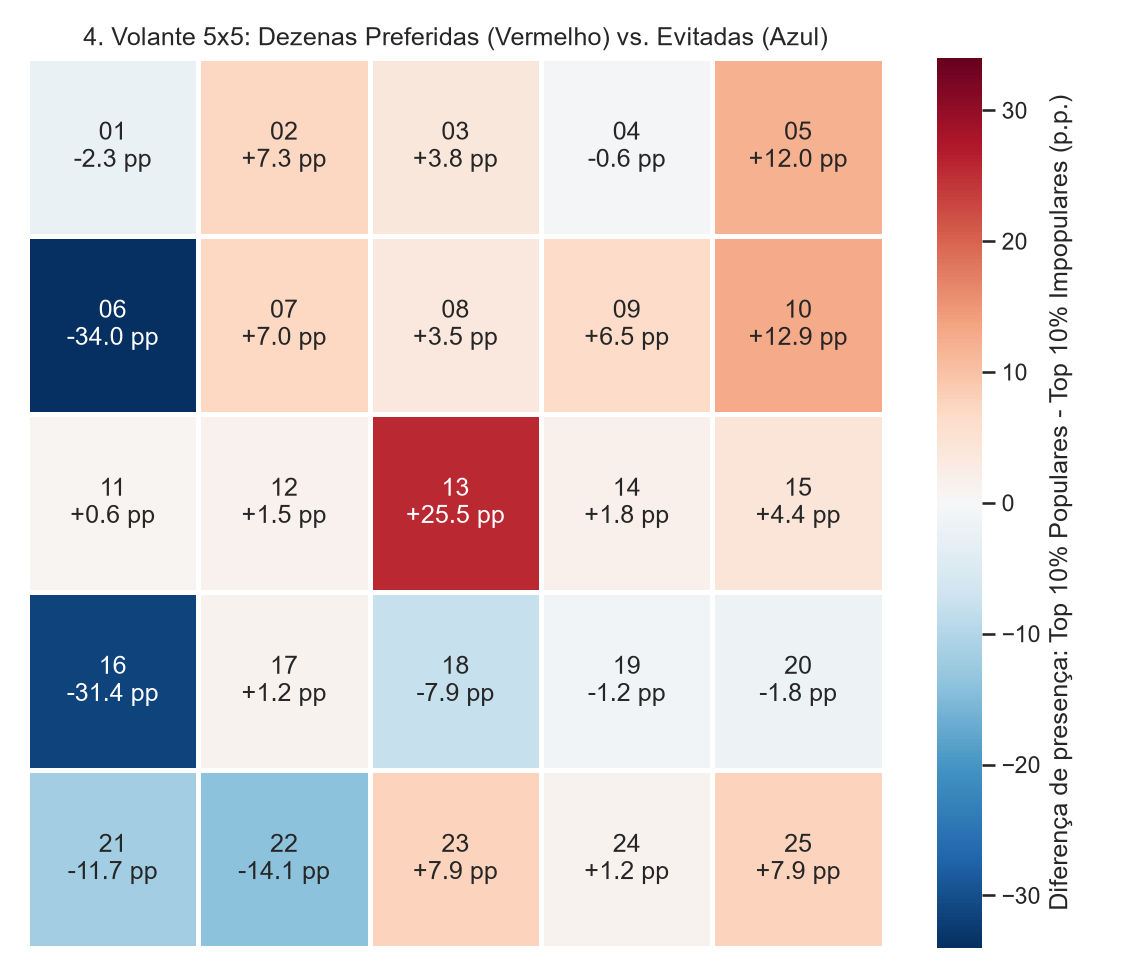 4. Volante 5x5: Dezenas Preferidas (Vermelho) vs. Evitadas (Azul)
01
-2.3 pp
02
+7.3 pp
03
+3.8 pp
04
-0.6 pp
05
+12.0 pp
06
-34.0 pp
07
+7.0 pp
08
+3.5 pp
09
+6.5 pp
10
+12.9 pp
11
+0.6 pp
12
+1.5 pp
13
+25.5 pp
14
+1.8 pp
15
+4.4 pp
16
-31.4 pp
17
+1.2 pp
18
-7.9 pp
19
-1.2 pp
20
-1.8 pp
21
-11.7 pp
22
-14.1 pp
23
+7.9 pp
24
+1.2 pp
25
+7.9 pp
30
20
10
0
−10
−20
−30
Diferença de presença: Top 10% Populares - Top 10% Impopulares (p.p.)